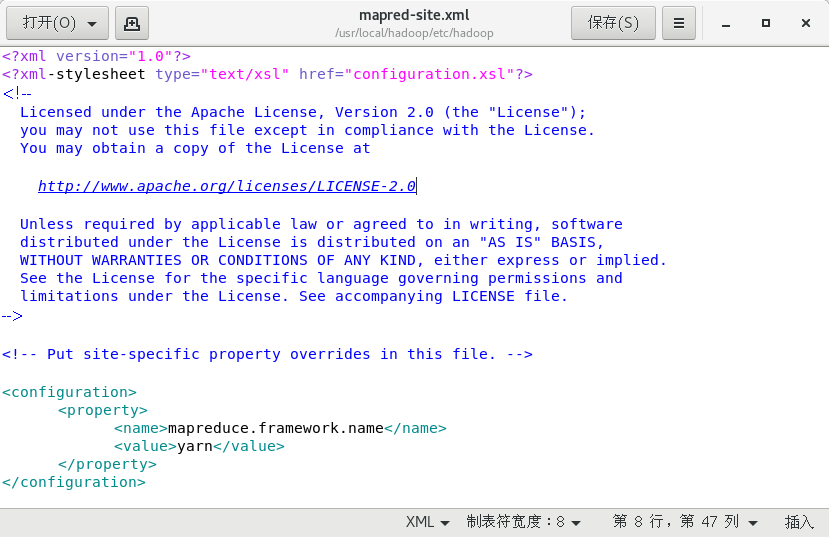 打开(O)
mapred-site.xml
/usr/local/hadoop/etc/hadoop
保存(S)
<?xml version="1.0"?>
<?xml-stylesheet type="text/xsl" href="configuration.xsl"?>
<!--
  Licensed under the Apache License, Version 2.0 (the "License");
  you may not use this file except in compliance with the License.
  You may obtain a copy of the License at

    http://www.apache.org/licenses/LICENSE-2.0

  Unless required by applicable law or agreed to in writing, software
  distributed under the License is distributed on an "AS IS" BASIS,
  WITHOUT WARRANTIES OR CONDITIONS OF ANY KIND, either express or implied.
  See the License for the specific language governing permissions and
  limitations under the License. See accompanying LICENSE file.
-->

<!-- Put site-specific property overrides in this file. -->

<configuration>
	<property>
		<name>mapreduce.framework.name</name>
		<value>yarn</value>
	</property>
</configuration>
XML 制表符宽度：8 第 8 行，第 47 列 插入